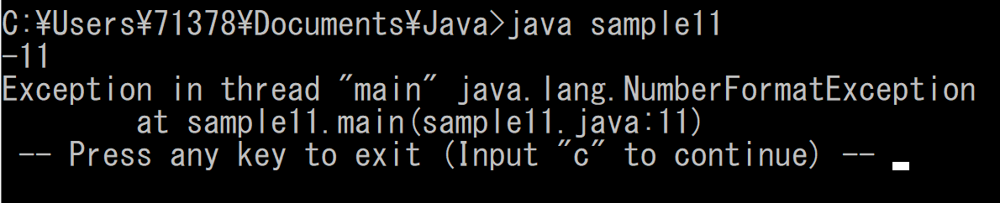 C:¥Users¥71378¥Documents¥Java>java sample11
-11
Exception in thread "main" java.lang.NumberFormatException
at sample11.main(sample11.java:11)
-- Press any key to exit (Input "c" to continue) --